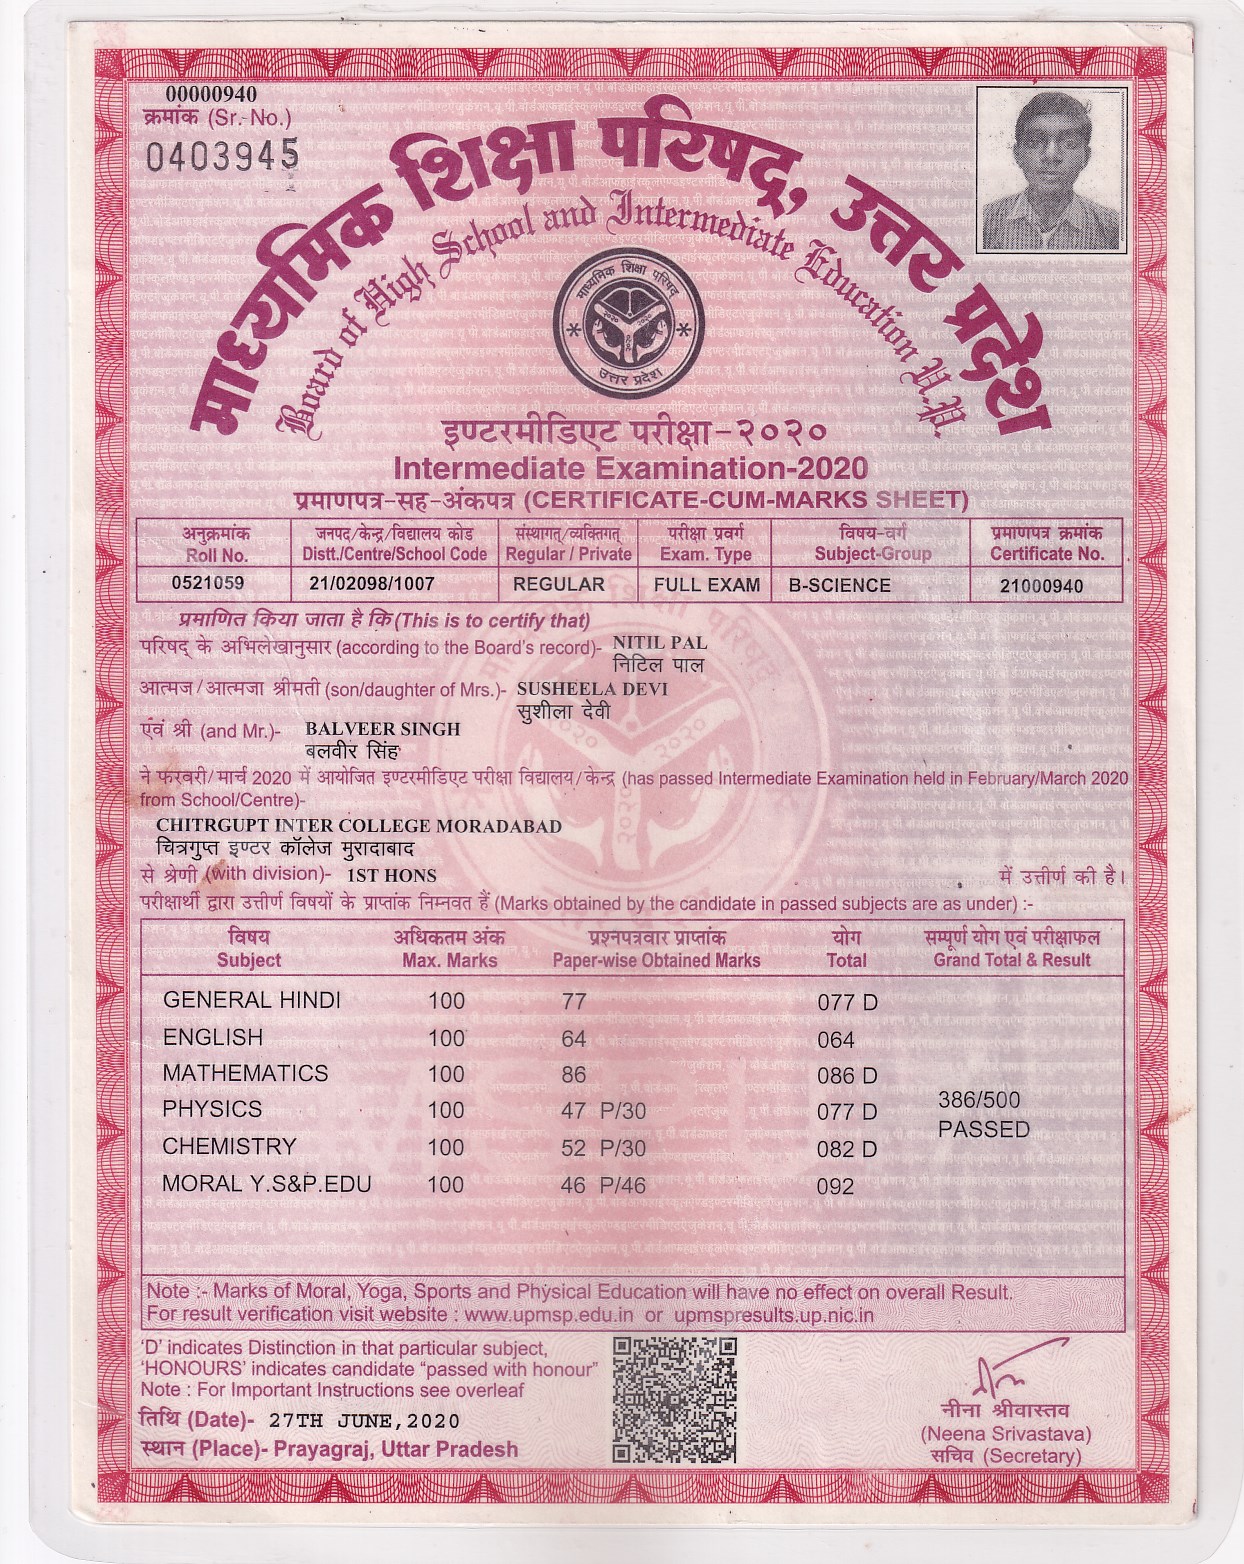 00000940
क्रमांक (Sr. No.)
0403945
माध्यमिक शिक्षा परिषद्, उत्तर प्रदेश
Board of High School and Intermediate Education U.P.
माध्यमिक शिक्षा परिषद्
उत्तर प्रदेश
इण्टरमीडिएट परीक्षा-२०२०
Intermediate Examination-2020
प्रमाणपत्र-सह-अंकपत्र (CERTIFICATE-CUM-MARKS SHEET)
अनुक्रमांक जनपद/केन्द्र/विद्यालय कोड संस्थागत्/व्यक्तिगत् परीक्षा प्रवर्ग विषय-वर्ग प्रमाणपत्र क्रमांक
Roll No. Distt./Centre/School Code Regular / Private Exam. Type Subject-Group Certificate No.
0521059 21/02098/1007 REGULAR FULL EXAM B-SCIENCE 21000940
प्रमाणित किया जाता है कि (This is to certify that)
परिषद् के अभिलेखानुसार (according to the Board's record)- NITIL PAL
निटिल पाल
आत्मज/आत्मजा श्रीमती (son/daughter of Mrs.)- SUSHEELA DEVI
सुशीला देवी
एवं श्री (and Mr.)- BALVEER SINGH
बलवीर सिंह
ने फरवरी/मार्च 2020 में आयोजित इण्टरमीडिएट परीक्षा विद्यालय/केन्द्र (has passed Intermediate Examination held in February/March 2020
from School/Centre)-
CHITRGUPT INTER COLLEGE MORADABAD
चित्रगुप्त इण्टर कॉलेज मुरादाबाद
से श्रेणी (with division)- 1ST HONS में उत्तीर्ण की है।
परीक्षार्थी द्वारा उत्तीर्ण विषयों के प्राप्तांक निम्नवत हैं (Marks obtained by the candidate in passed subjects are as under) :-
विषय अधिकतम अंक प्रश्नपत्रवार प्राप्तांक योग सम्पूर्ण योग एवं परीक्षाफल
Subject Max. Marks Paper-wise Obtained Marks Total Grand Total & Result
GENERAL HINDI 100 77 077 D
ENGLISH 100 64 064
MATHEMATICS 100 86 086 D
PHYSICS 100 47 P/30 077 D 386/500
PASSED
CHEMISTRY 100 52 P/30 082 D
MORAL Y.S&P.EDU 100 46 P/46 092
Note :- Marks of Moral, Yoga, Sports and Physical Education will have no effect on overall Result.
For result verification visit website : www.upmsp.edu.in or upmspresults.up.nic.in
'D' indicates Distinction in that particular subject,
'HONOURS' indicates candidate "passed with honour"
Note : For Important Instructions see overleaf
तिथि (Date)- 27TH JUNE,2020
स्थान (Place)- Prayagraj, Uttar Pradesh
नीना श्रीवास्तव
(Neena Srivastava)
सचिव (Secretary)